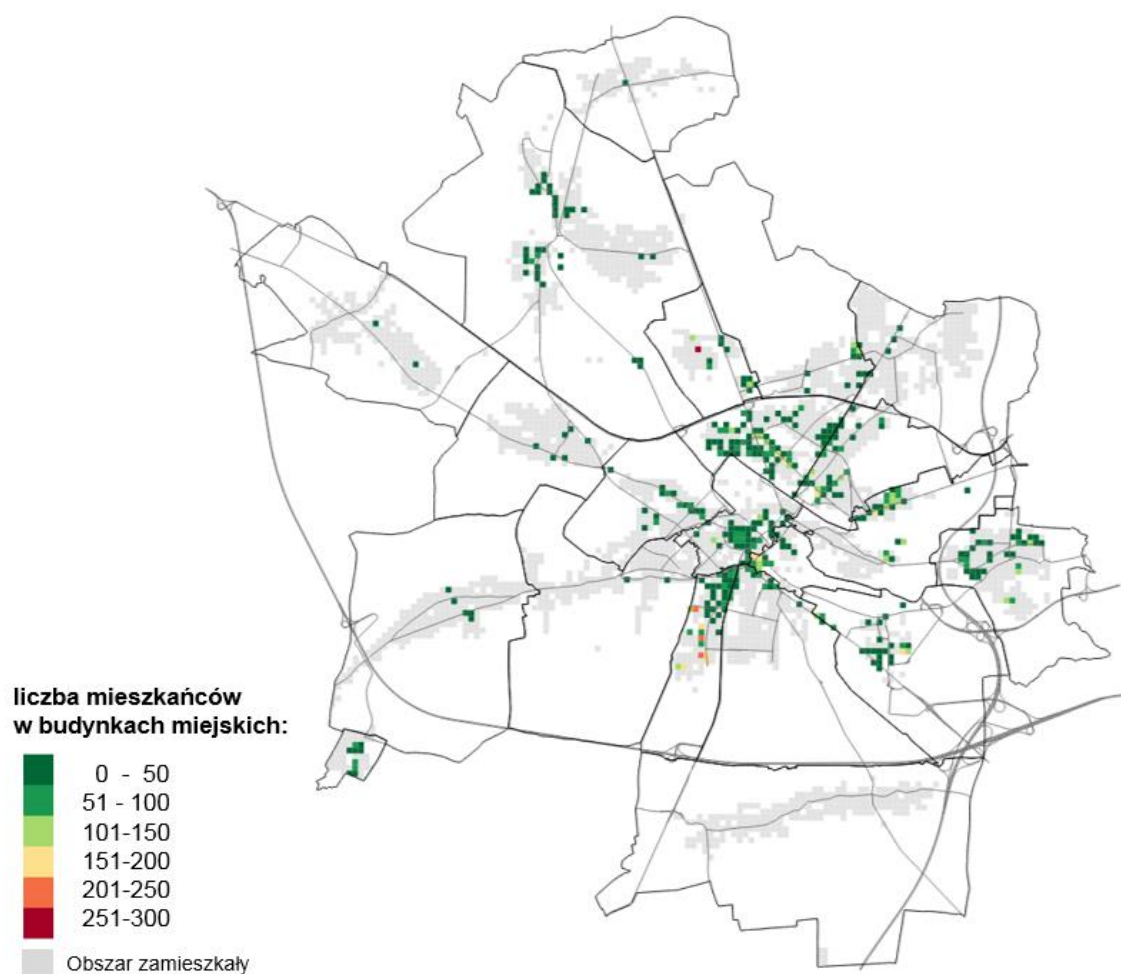 liczba mieszkańców
w budynkach miejskich:
0 - 50
51 - 100
101-150
151-200
201-250
251-300
Obszar zamieszkały